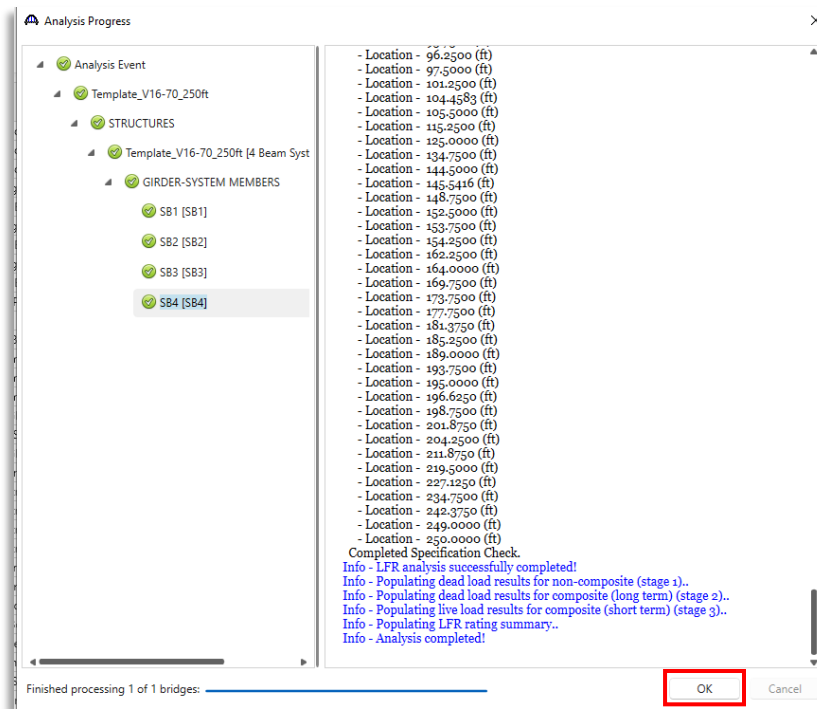 Analysis Progress
Analysis Event
Template_V16-70_250ft
STRUCTURES
Template_V16-70_250ft [4 Beam Syst
GIRDER-SYSTEM MEMBERS
SB1 [SB1]
SB2 [SB2]
SB3 [SB3]
SB4 [SB4]
- Location - 96.2500 (ft)
- Location - 97.5000 (ft)
- Location - 101.2500 (ft)
- Location - 104.4583 (ft)
- Location - 105.5000 (ft)
- Location - 115.2500 (ft)
- Location - 125.0000 (ft)
- Location - 134.7500 (ft)
- Location - 144.5000 (ft)
- Location - 145.5416 (ft)
- Location - 148.7500 (ft)
- Location - 152.5000 (ft)
- Location - 153.7500 (ft)
- Location - 154.2500 (ft)
- Location - 162.2500 (ft)
- Location - 164.0000 (ft)
- Location - 169.7500 (ft)
- Location - 173.7500 (ft)
- Location - 177.7500 (ft)
- Location - 181.3750 (ft)
- Location - 185.2500 (ft)
- Location - 189.0000 (ft)
- Location - 193.7500 (ft)
- Location - 195.0000 (ft)
- Location - 196.6250 (ft)
- Location - 198.7500 (ft)
- Location - 201.8750 (ft)
- Location - 204.2500 (ft)
- Location - 211.8750 (ft)
- Location - 219.5000 (ft)
- Location - 227.1250 (ft)
- Location - 234.7500 (ft)
- Location - 242.3750 (ft)
- Location - 249.0000 (ft)
- Location - 250.0000 (ft)
Completed Specification Check.
Info - LFR analysis successfully completed!
Info - Populating dead load results for non-composite (stage 1)..
Info - Populating dead load results for composite (long term) (stage 2)..
Info - Populating live load results for composite (short term) (stage 3)..
Info - Populating LFR rating summary..
Info - Analysis completed!
Finished processing 1 of 1 bridges:
OK
Cancel